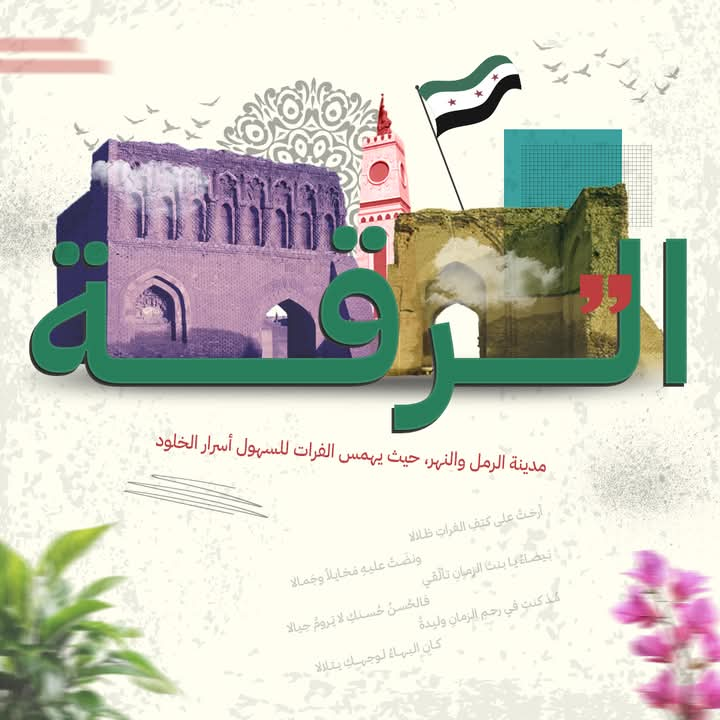 الرقة
”
مدينة الرمل والنهر، حيث يهمس الفرات للسهول أسرار الخلود
أرخت على كتف الفرات ظلالا
ونضت عليه مخايلاً وجمالا
بيضاء يا بنت الزمان تألقي
فالحسن حسنك لا يروم جبالا
قد كنت في رحم الزمان وليدة
كان البهاء لوجهك يتلالا